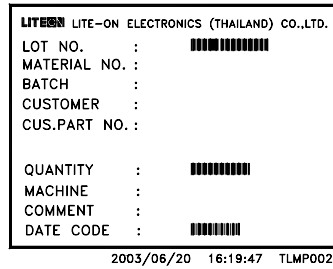 LITEON LITE-ON ELECTRONICS (THAILAND) CO.,LTD.
LOT NO. :
MATERIAL NO. :
BATCH :
CUSTOMER :
CUS.PART NO. :
QUANTITY :
MACHINE :
COMMENT :
DATE CODE :
2003/06/20 16:19:47 TLMP002